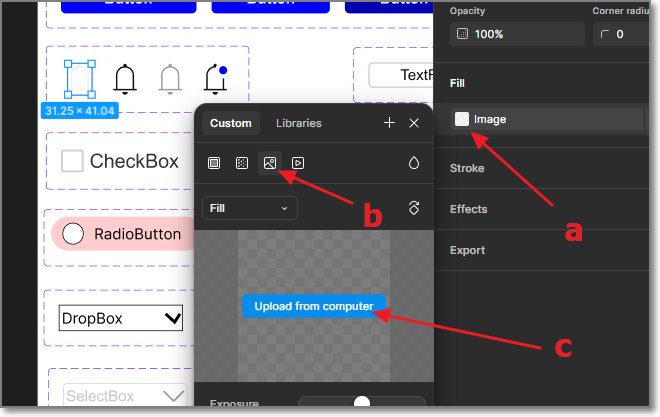 Button
Button
Button
Opacity
Corner radiu
100%
0
TextF
Fill
31.25 × 41.04
Custom
Libraries
Image
CheckBox
Stroke
a
b
Fill
Effects
RadioButton
Export
Upload from computer
DropBox
c
SelectBox
Exposure